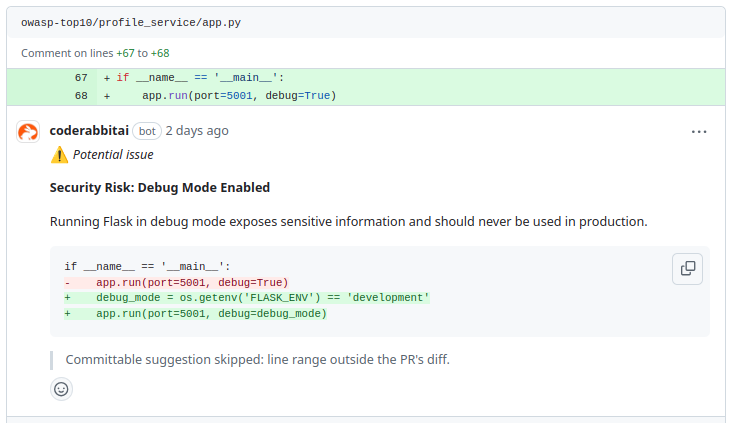 owasp-top10/profile_service/app.py
Comment on lines +67 to +68
67 + if __name__ == '__main__':
68 +     app.run(port=5001, debug=True)
coderabbitai bot 2 days ago
⚠️ Potential issue
Security Risk: Debug Mode Enabled
Running Flask in debug mode exposes sensitive information and should never be used in production.
if __name__ == '__main__':
-    app.run(port=5001, debug=True)
+    debug_mode = os.getenv('FLASK_ENV') == 'development'
+    app.run(port=5001, debug=debug_mode)
Committable suggestion skipped: line range outside the PR's diff.